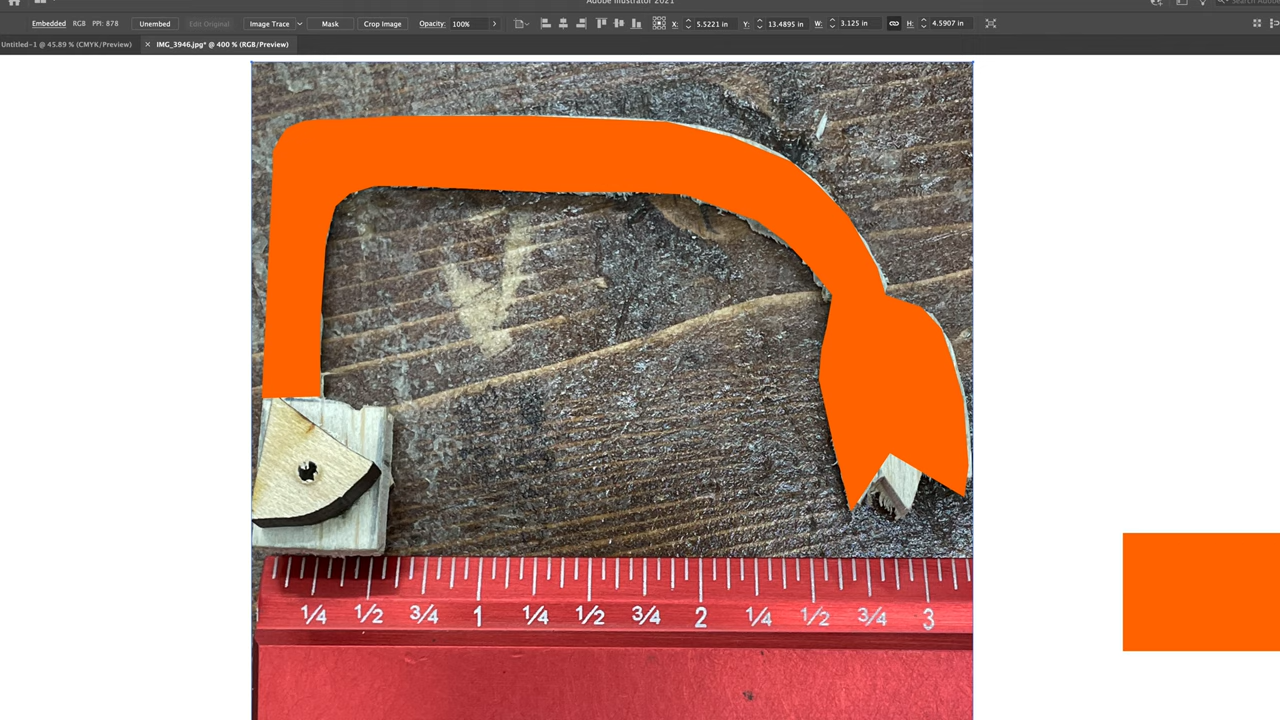 Adobe Illustrator 2021
Embedded RGB PPI: 878 Unembed Edit Original Image Trace Mask Crop Image Opacity: 100% X: 5.5221 in Y: 13.4895 in W: 3.125 in H: 4.5907 in
Untitled-1 @ 45.89 % (CMYK/Preview) × IMG_3946.jpg* @ 400 % (RGB/Preview)
1/4 1/2 3/4 1 1/4 1/2 3/4 2 1/4 1/2 3/4 3